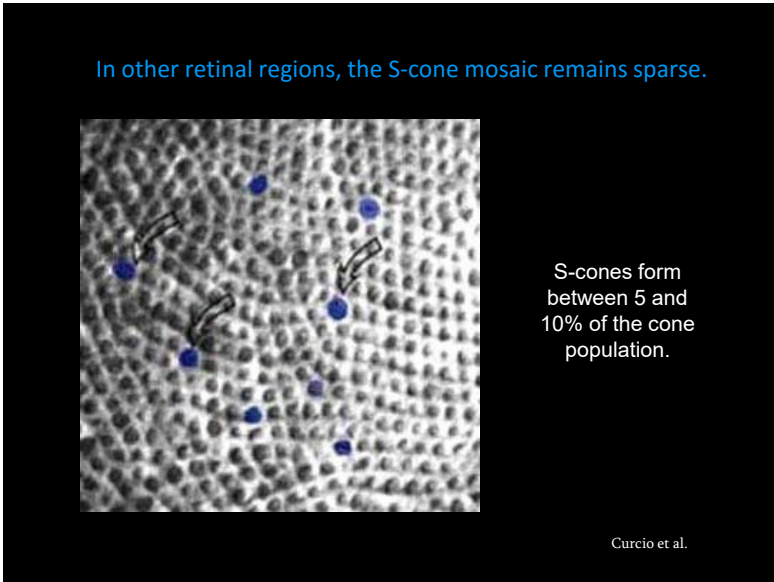 In other retinal regions, the S-cone mosaic remains sparse.
S-cones form
between 5 and
10% of the cone
population.
Curcio et al.